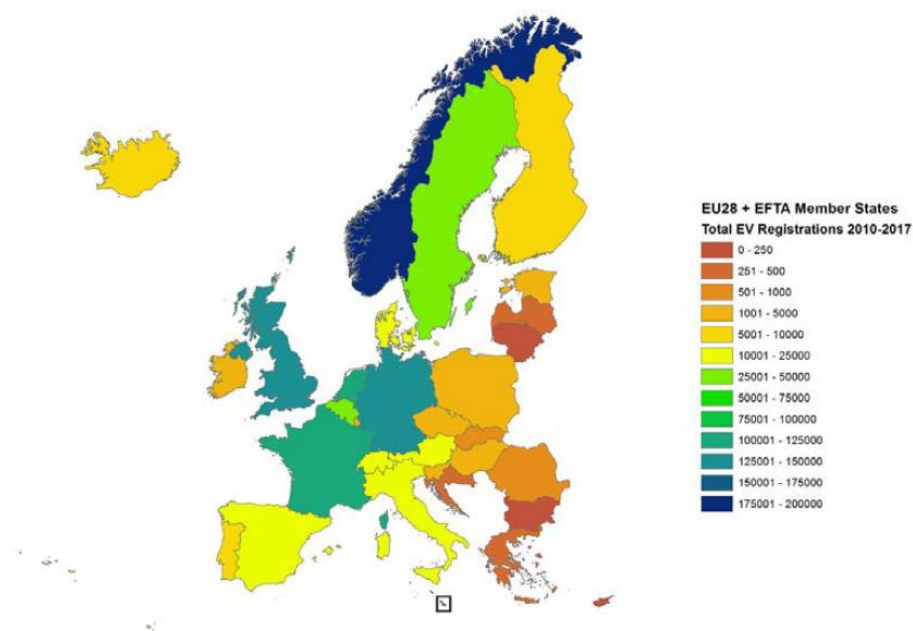 EU28 + EFTA Member States
Total EV Registrations 2010-2017
0 - 250
251 - 500
501 - 1000
1001 - 5000
5001 - 10000
10001 - 25000
25001 - 50000
50001 - 75000
75001 - 100000
100001 - 125000
125001 - 150000
150001 - 175000
175001 - 200000